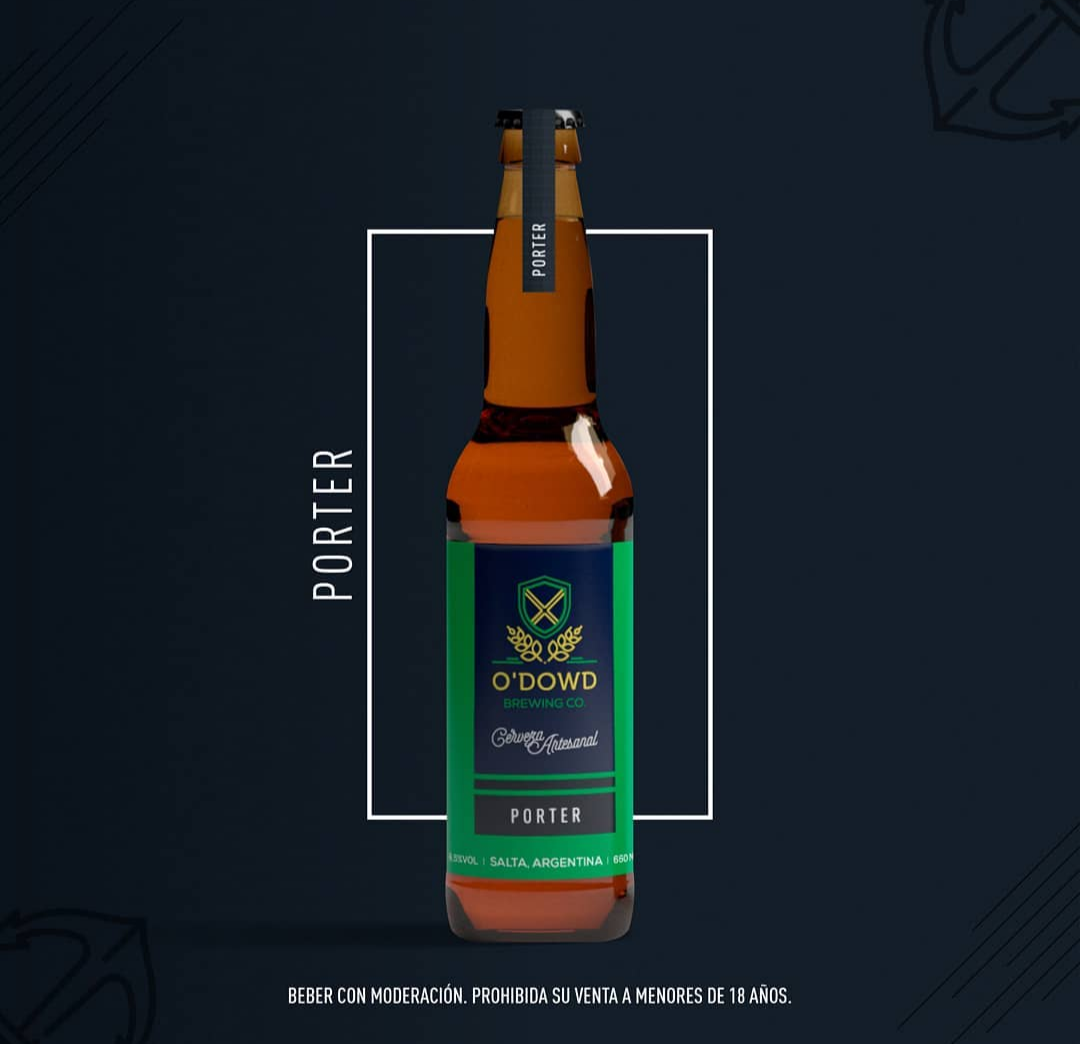 PORTER
PORTER
O'DOWD
BREWING CO.
Cerveza Artesanal
PORTER
SALTA, ARGENTINA
BEBER CON MODERACIÓN. PROHIBIDA SU VENTA A MENORES DE 18 AÑOS.